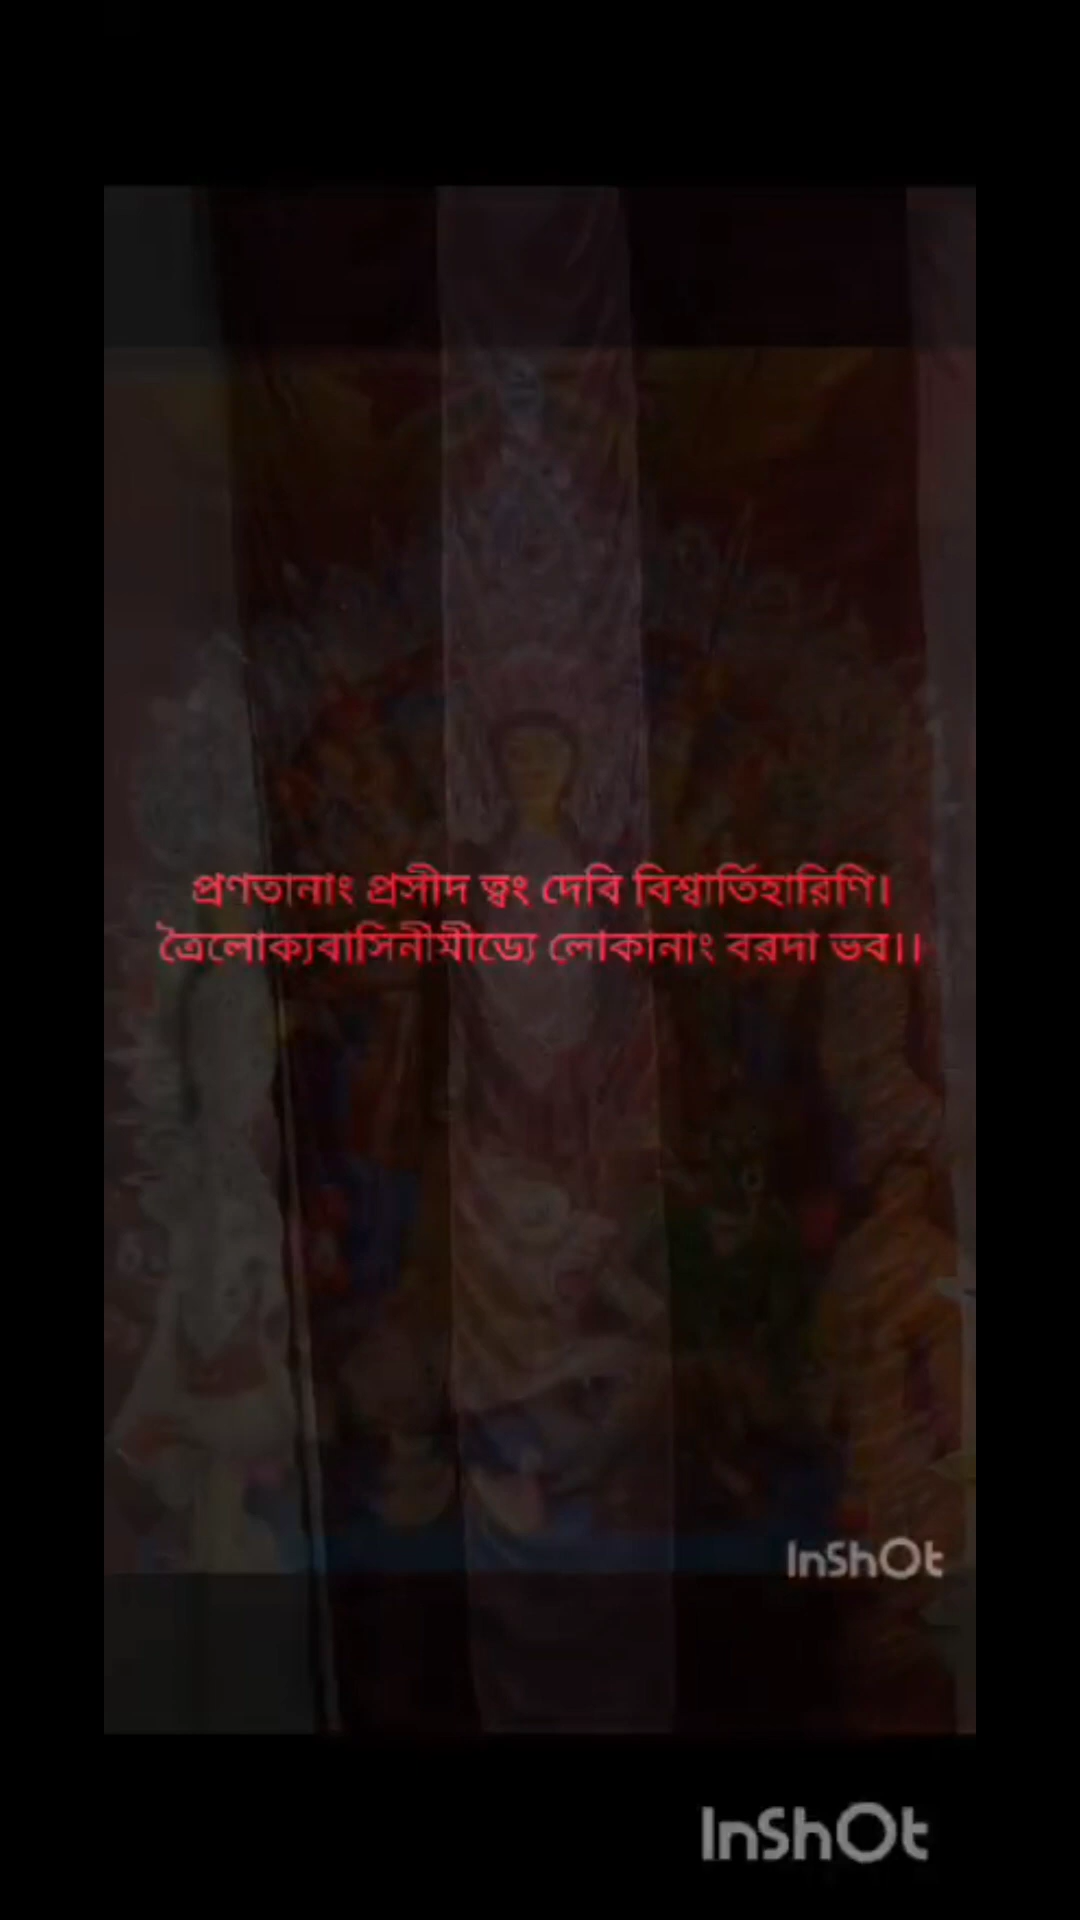 প্রণতানাং প্রসীদ ত্বং দেবি বিশ্বার্তিহারিণি।
ত্রৈলোক্যবাসিনীমীড্যে লোকানাং বরদা ভব।।
InShOt
InShOt